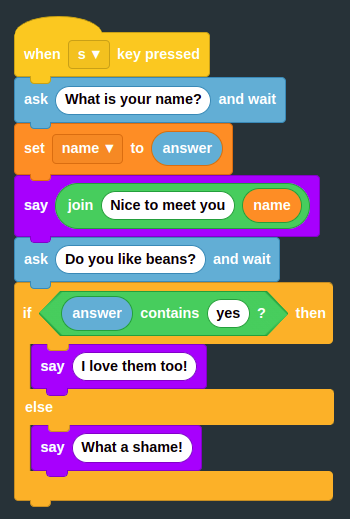 when s ▼ key pressed
ask What is your name? and wait
set name ▼ to answer
say join Nice to meet you name
ask Do you like beans? and wait
if answer contains yes ? then
say I love them too!
else
say What a shame!